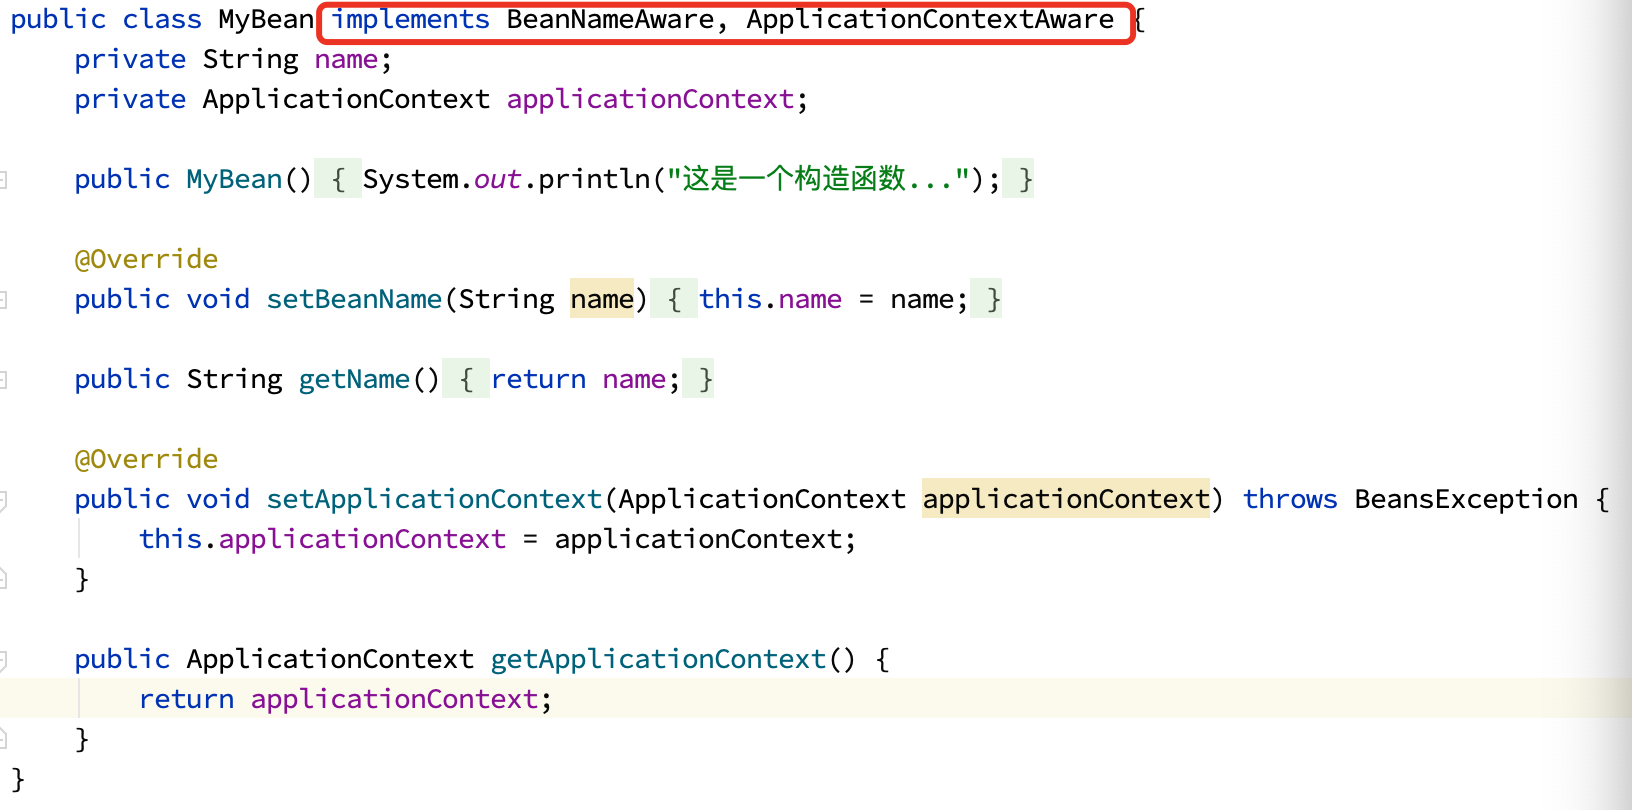 public class MyBean implements BeanNameAware, ApplicationContextAware {
    private String name;
    private ApplicationContext applicationContext;

    public MyBean() { System.out.println("这是一个构造函数..."); }

    @Override
    public void setBeanName(String name) { this.name = name; }

    public String getName() { return name; }

    @Override
    public void setApplicationContext(ApplicationContext applicationContext) throws BeansException {
        this.applicationContext = applicationContext;
    }

    public ApplicationContext getApplicationContext() {
        return applicationContext;
    }
}